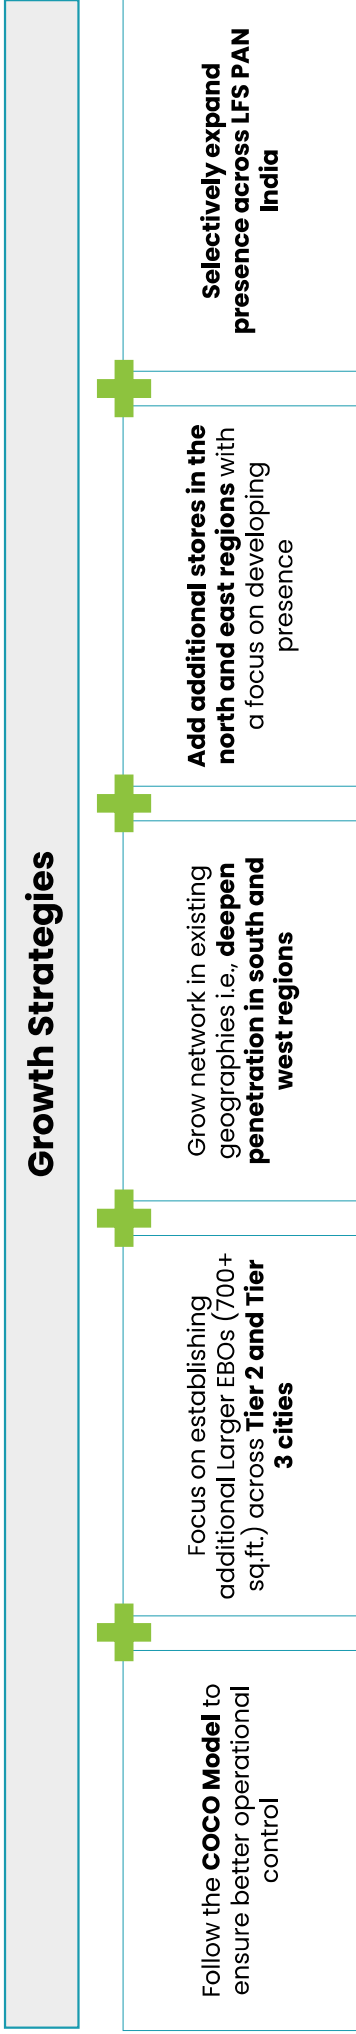 Growth Strategies
Follow the COCO Model to
ensure better operational
control
Focus on establishing
additional Larger EBOs (700+
sq.ft.) across Tier 2 and Tier
3 cities
Grow network in existing
geographies i.e., deepen
penetration in south and
west regions
Add additional stores in the
north and east regions with
a focus on developing
presence
Selectively expand
presence across LFS PAN
India